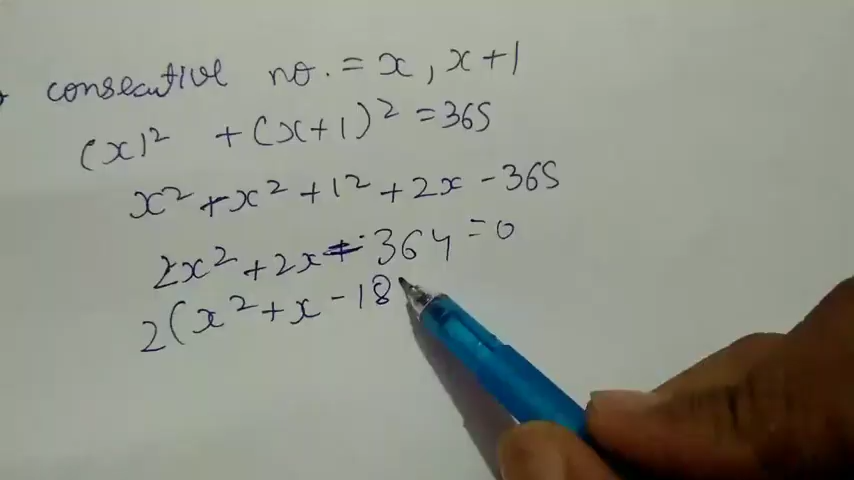 consecutive no. = x, x+1
(x)² + (x+1)² = 365
x² + x² + 1² + 2x - 365
2x² + 2x - 364 = 0
2(x² + x - 18